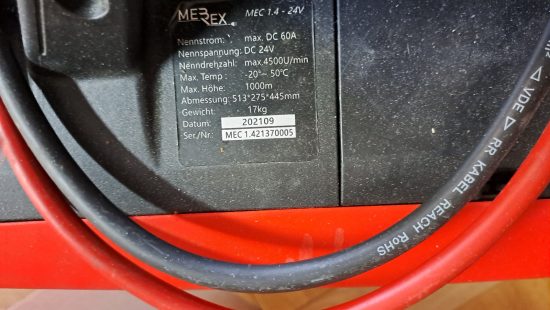 MEREX MEC 1.4 - 24V
Nennstrom: max. DC 60A
Nennspannung: DC 24V
Nenndrehzahl: max.4500U/min
Max. Temp : -20°~ 50°C
Max. Höhe: 1000m
Abmessung: 513*275*445mm
Gewicht: 17kg
Datum: 202109
Ser/Nr: MEC 1.421370005
◁ VDE ▷ RR KABEL REACH RoHS